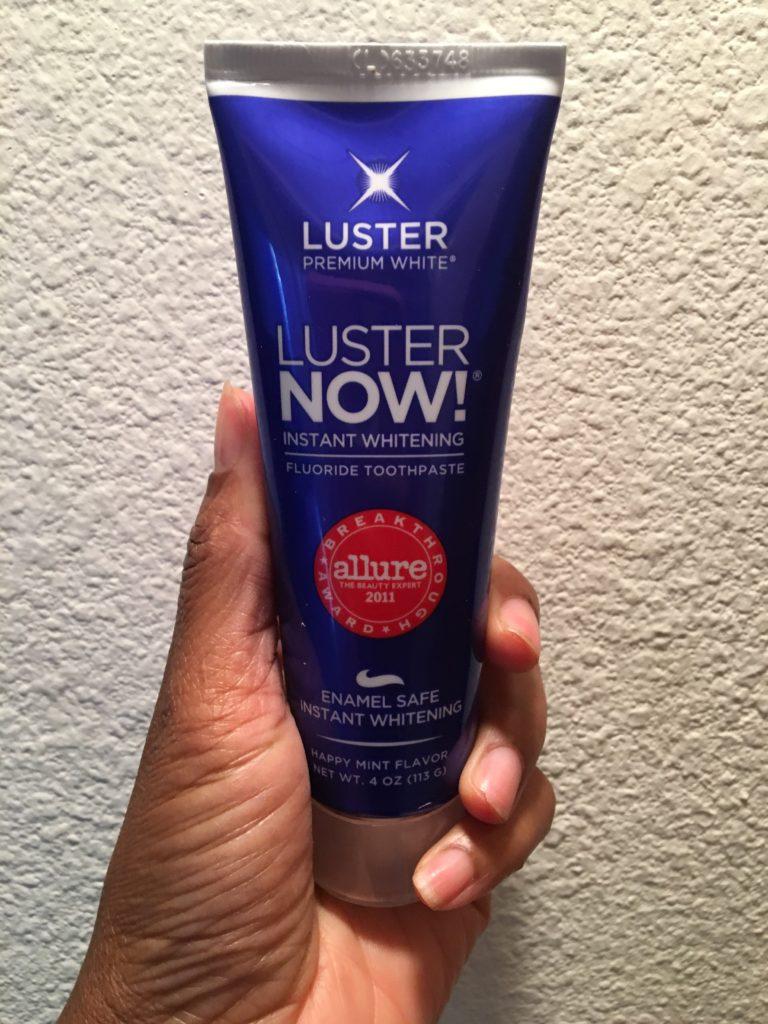 (L)633748
LUSTER
PREMIUM WHITE®
LUSTER
NOW!®
INSTANT WHITENING
FLUORIDE TOOTHPASTE
BREAKTHROUGH
allure
THE BEAUTY EXPERT
2011
★ AWARD ★
ENAMEL SAFE
INSTANT WHITENING
HAPPY MINT FLAVOR
NET WT. 4 OZ (113 G)